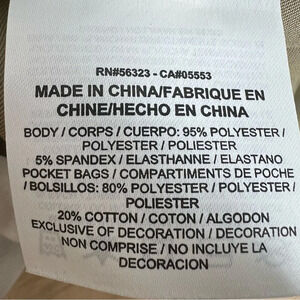 RN#56323 - CA#05553
MADE IN CHINA/FABRIQUE EN
CHINE/HECHO EN CHINA
BODY / CORPS / CUERPO: 95% POLYESTER /
POLYESTER / POLIESTER
5% SPANDEX / ELASTHANNE / ELASTANO
POCKET BAGS / COMPARTIMENTS DE POCHE
/ BOLSILLOS: 80% POLYESTER / POLYESTER /
POLIESTER
20% COTTON / COTON / ALGODON
EXCLUSIVE OF DECORATION / DECORATION
NON COMPRISE / NO INCLUYE LA
DECORACION